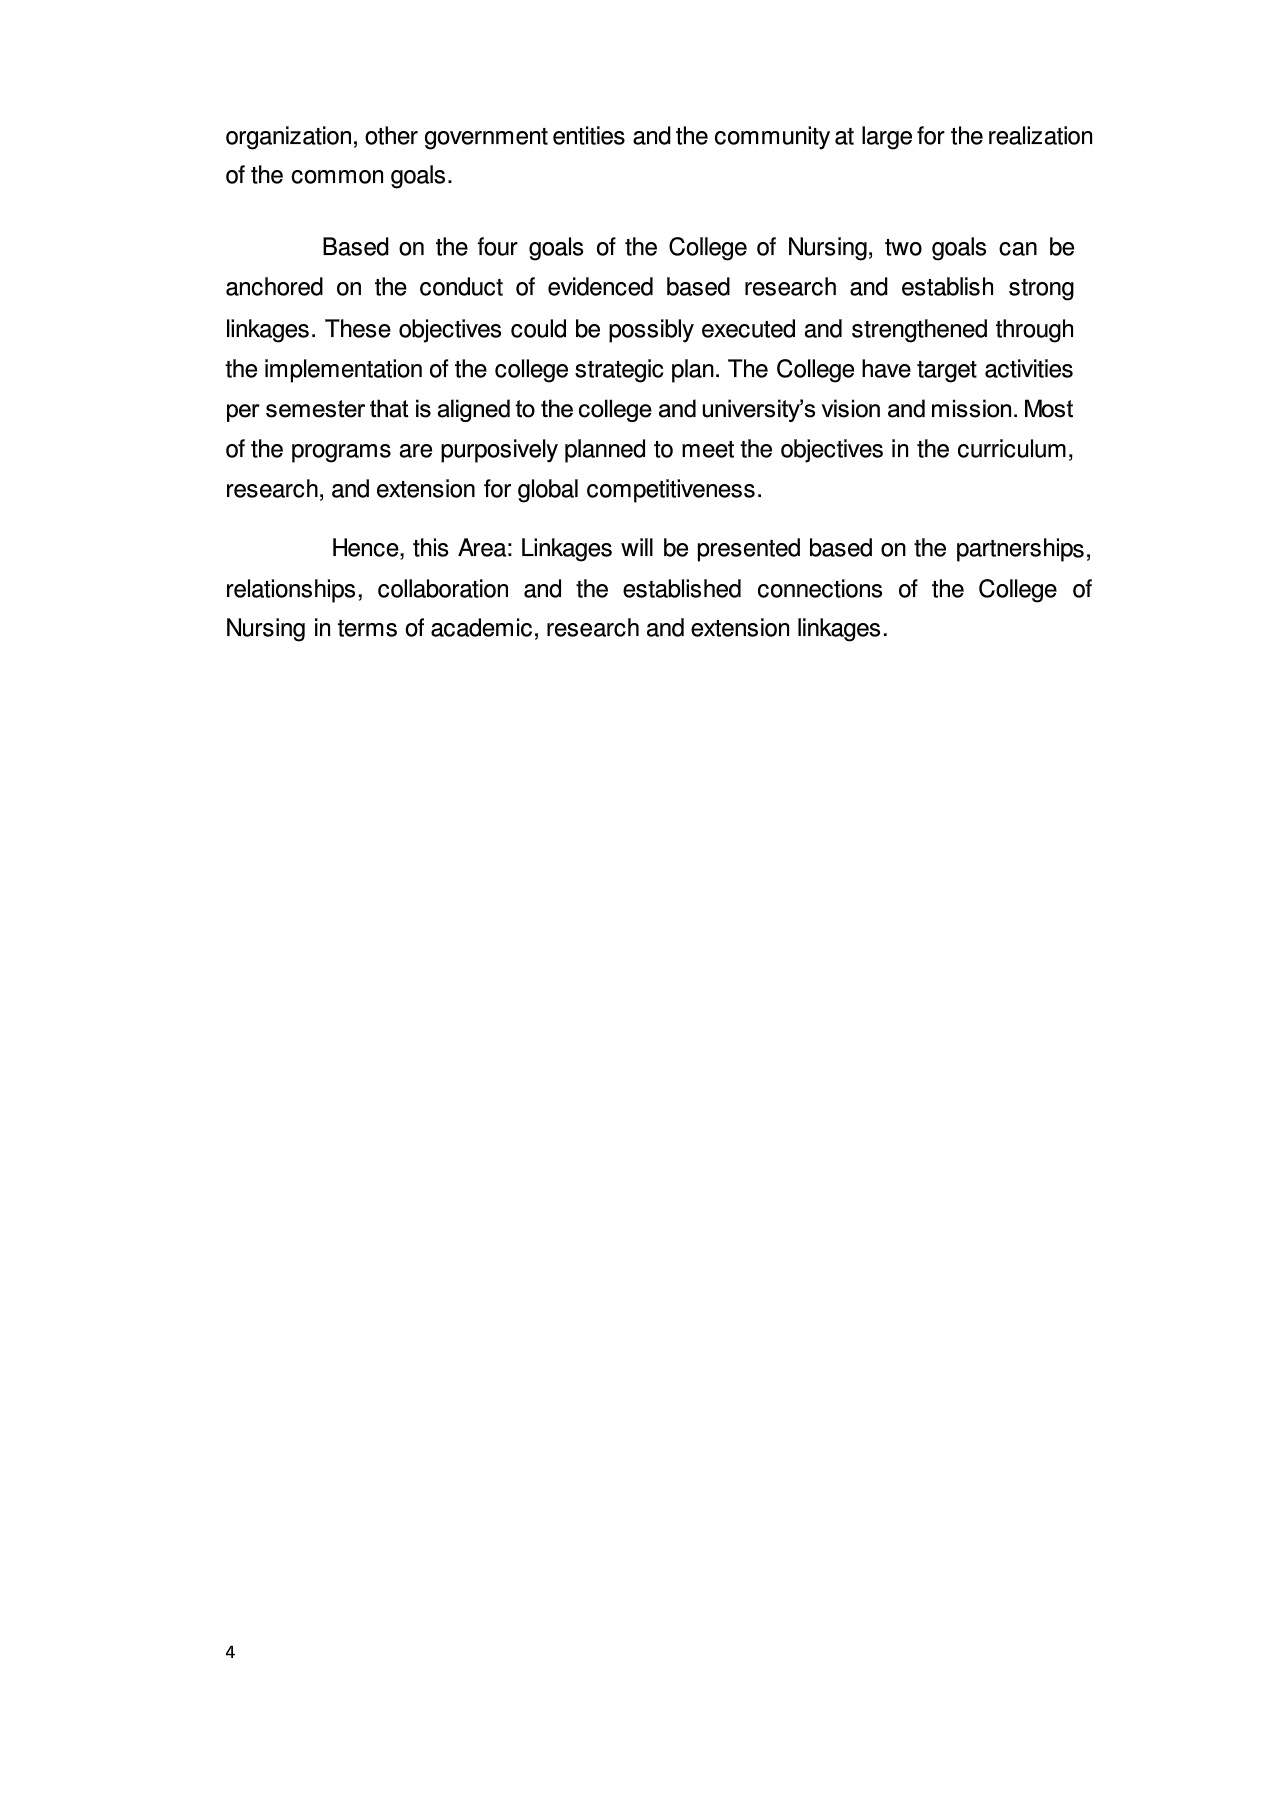 organization, other government entities and the community at large for the realization
of the common goals.
Based on the four goals of the College of Nursing, two goals can be
anchored on the conduct of evidenced based research and establish strong
linkages. These objectives could be possibly executed and strengthened through
the implementation of the college strategic plan. The College have target activities
per semester that is aligned to the college and university’s vision and mission. Most
of the programs are purposively planned to meet the objectives in the curriculum,
research, and extension for global competitiveness.
Hence, this Area: Linkages will be presented based on the partnerships,
relationships, collaboration and the established connections of the College of
Nursing in terms of academic, research and extension linkages.
4